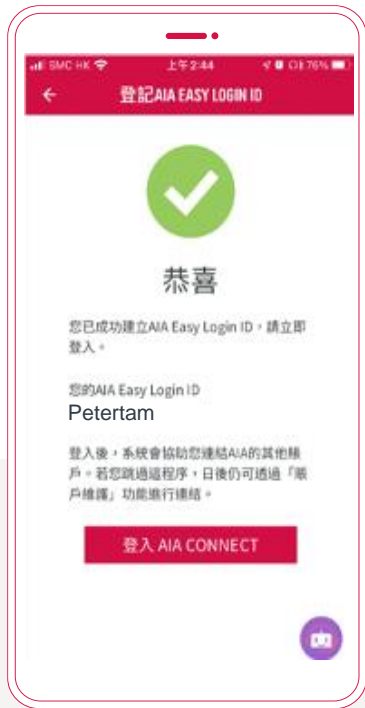 SMC HK 上午2:44 76%
登記AIA EASY LOGIN ID
恭喜
您已成功建立AIA Easy Login ID，請立即
登入。
您的AIA Easy Login ID
Petertam
登入後，系統會協助您連結AIA的其他賬
戶。若您跳過這程序，日後仍可透過「賬
戶維護」功能進行連結。
登入 AIA CONNECT